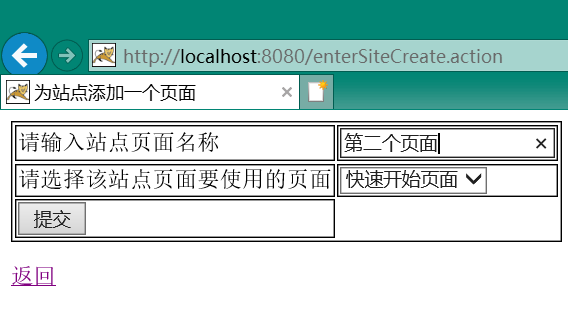 http://localhost:8080/enterSiteCreate.action
为站点添加一个页面
请输入站点页面名称 第二个页面
请选择该站点页面要使用的页面 快速开始页面
提交
返回